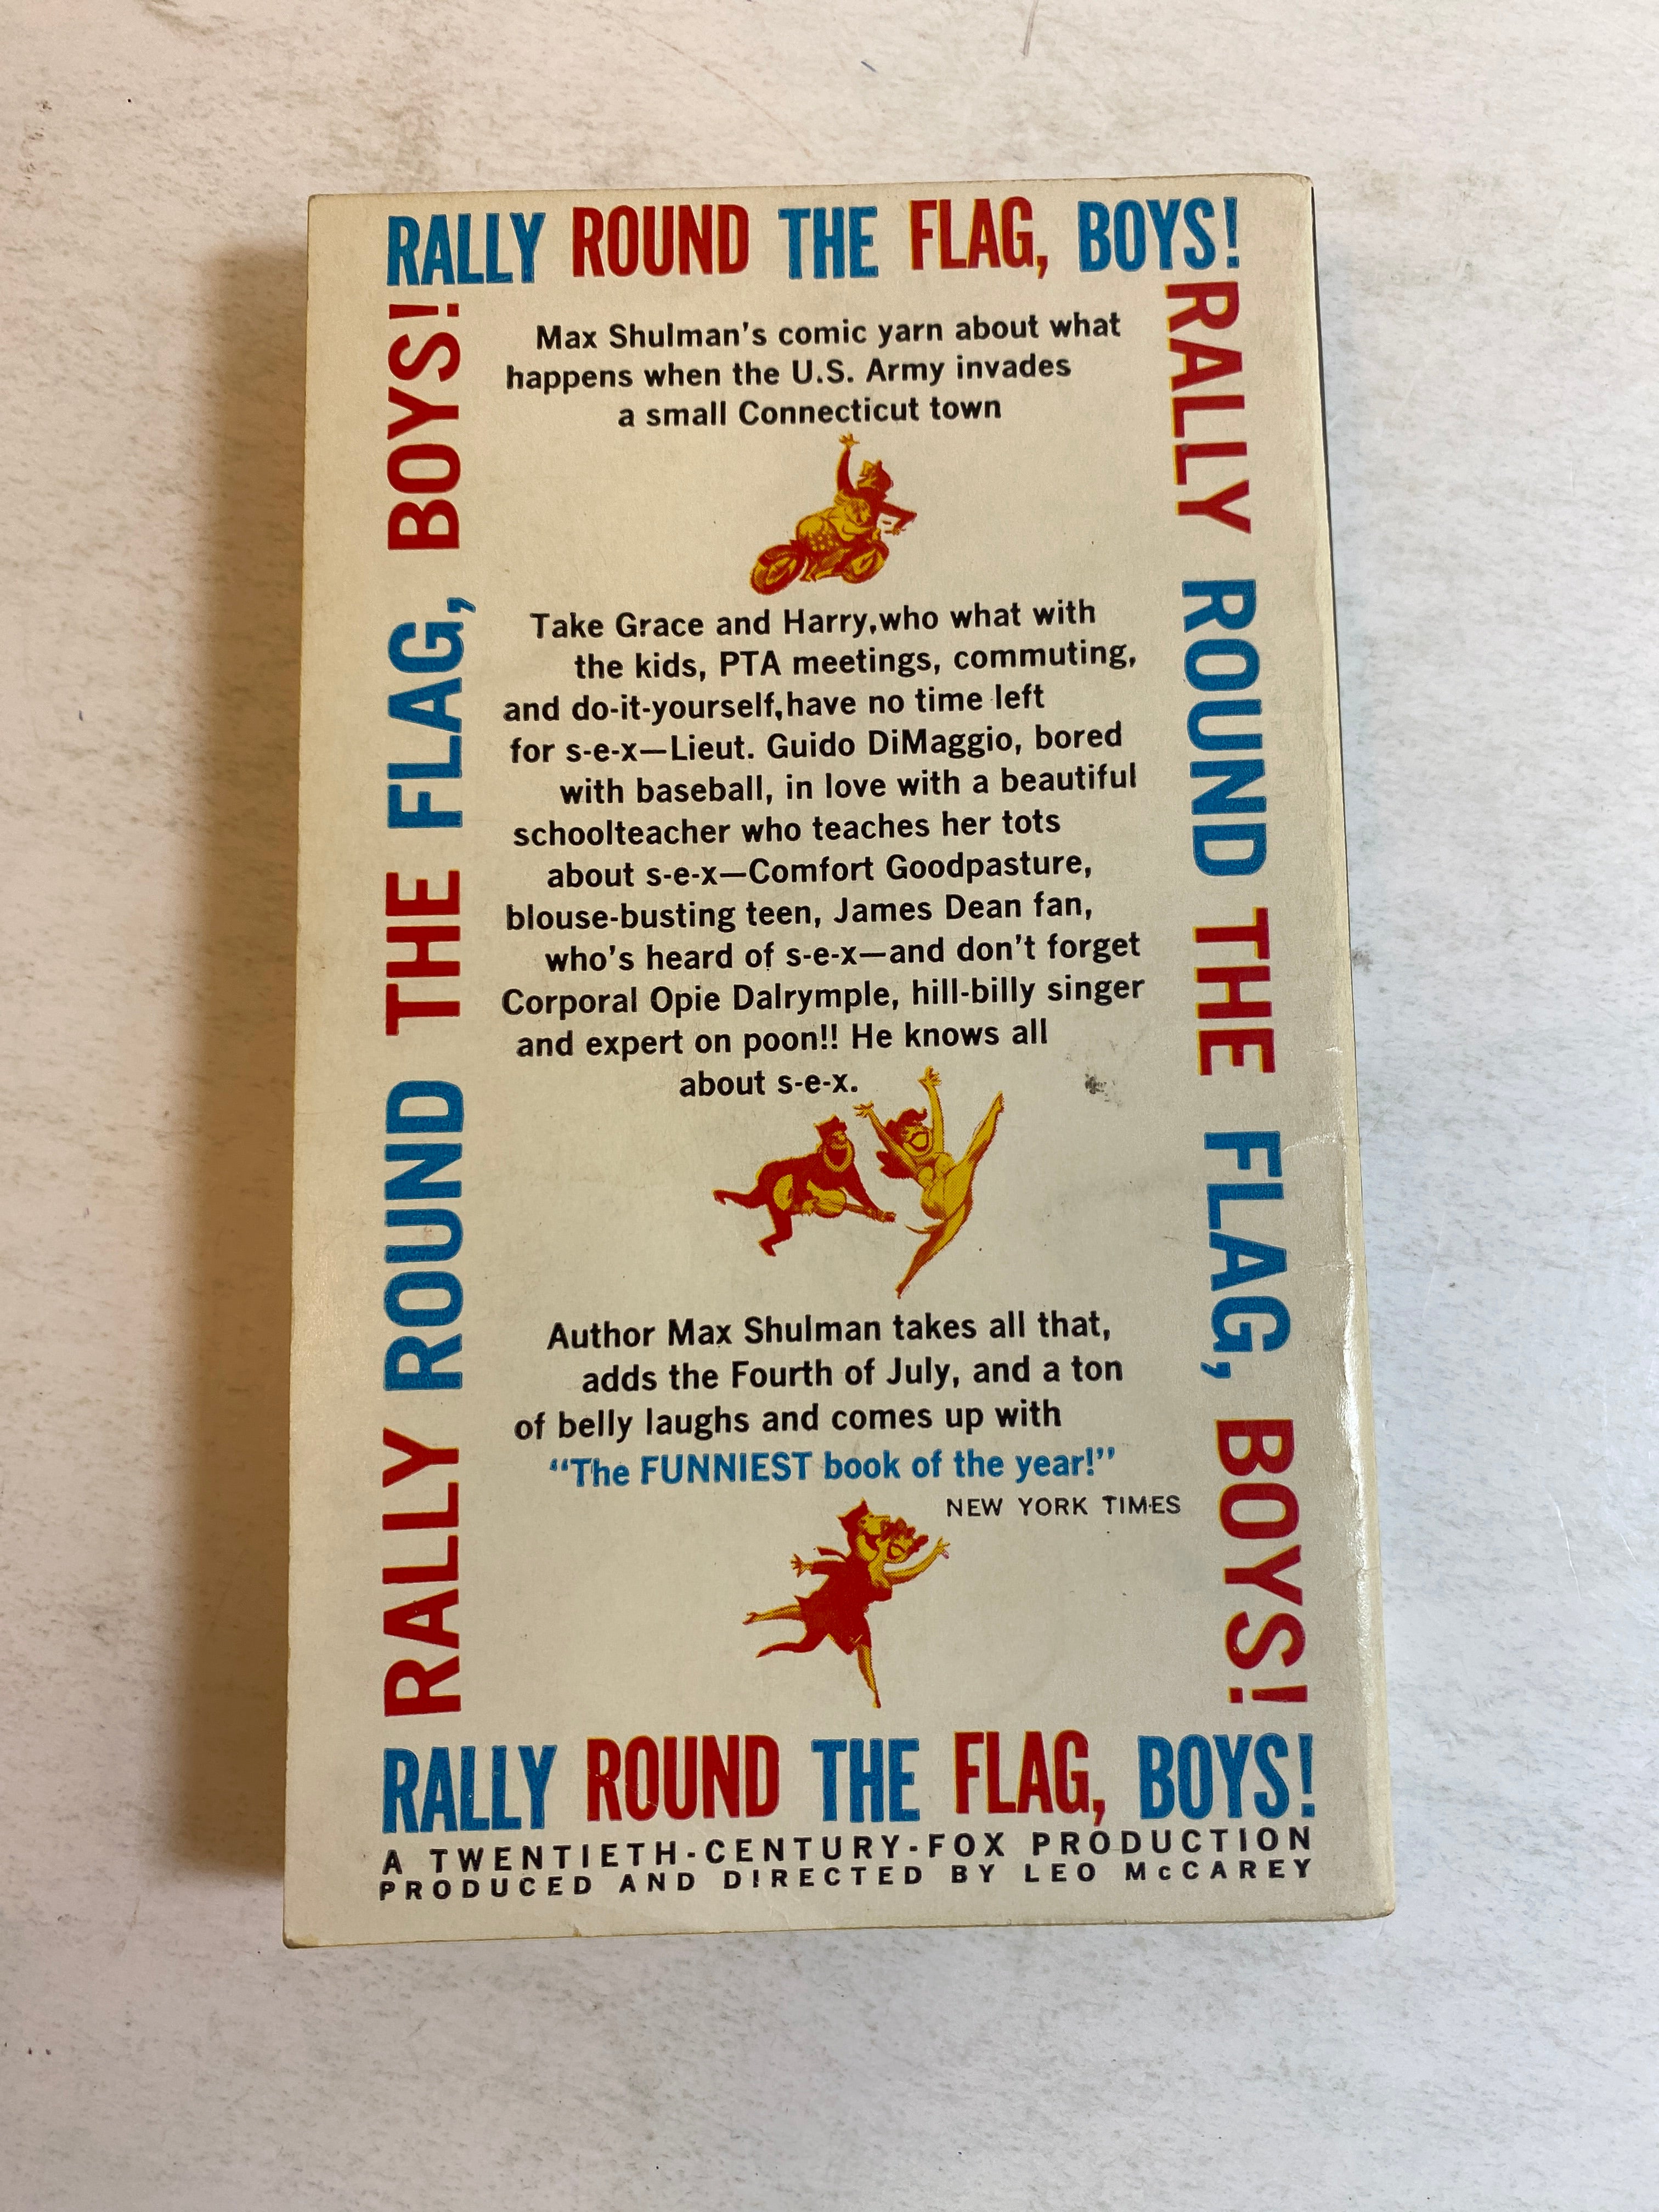 RALLY ROUND THE FLAG, BOYS!
RALLY ROUND THE FLAG, BOYS!
RALLY ROUND THE FLAG, BOYS!
Max Shulman's comic yarn about what
happens when the U.S. Army invades
a small Connecticut town
Take Grace and Harry,who what with
the kids, PTA meetings, commuting,
and do-it-yourself,have no time left
for s-e-x—Lieut. Guido DiMaggio, bored
with baseball, in love with a beautiful
schoolteacher who teaches her tots
about s-e-x—Comfort Goodpasture,
blouse-busting teen, James Dean fan,
who's heard of s-e-x—and don't forget
Corporal Opie Dalrymple, hill-billy singer
and expert on poon!! He knows all
about s-e-x.
Author Max Shulman takes all that,
adds the Fourth of July, and a ton
of belly laughs and comes up with
"The FUNNIEST book of the year!"
NEW YORK TIMES
RALLY ROUND THE FLAG, BOYS!
A TWENTIETH-CENTURY-FOX PRODUCTION
PRODUCED AND DIRECTED BY LEO McCAREY